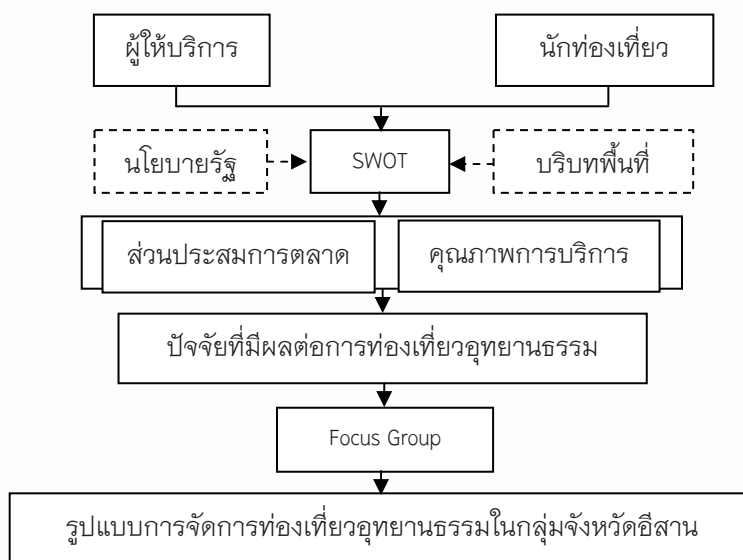 ผู้ให้บริการ
นักท่องเที่ยว
นโยบายรัฐ
SWOT
บริบทพื้นที่
ส่วนประสมการตลาด
คุณภาพการบริการ
ปัจจัยที่มีผลต่อการท่องเที่ยวอุทยานธรรม
Focus Group
รูปแบบการจัดการท่องเที่ยวอุทยานธรรมในกลุ่มจังหวัดอีสาน